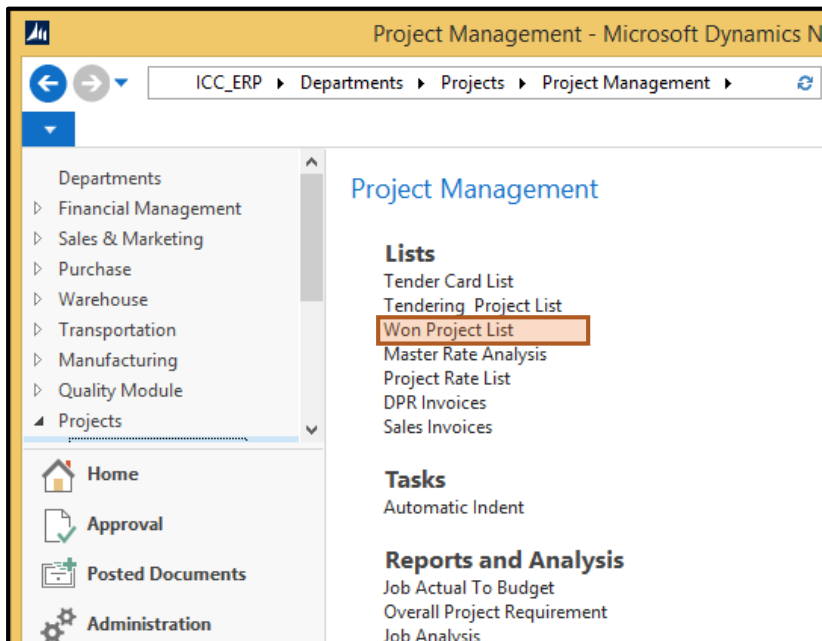 Project Management - Microsoft Dynamics N
ICC_ERP ▸ Departments ▸ Projects ▸ Project Management ▸
Departments
Financial Management
Sales & Marketing
Purchase
Warehouse
Transportation
Manufacturing
Quality Module
Projects
Home
Approval
Posted Documents
Administration
Project Management
Lists
Tender Card List
Tendering Project List
Won Project List
Master Rate Analysis
Project Rate List
DPR Invoices
Sales Invoices
Tasks
Automatic Indent
Reports and Analysis
Job Actual To Budget
Overall Project Requirement
Job Analysis